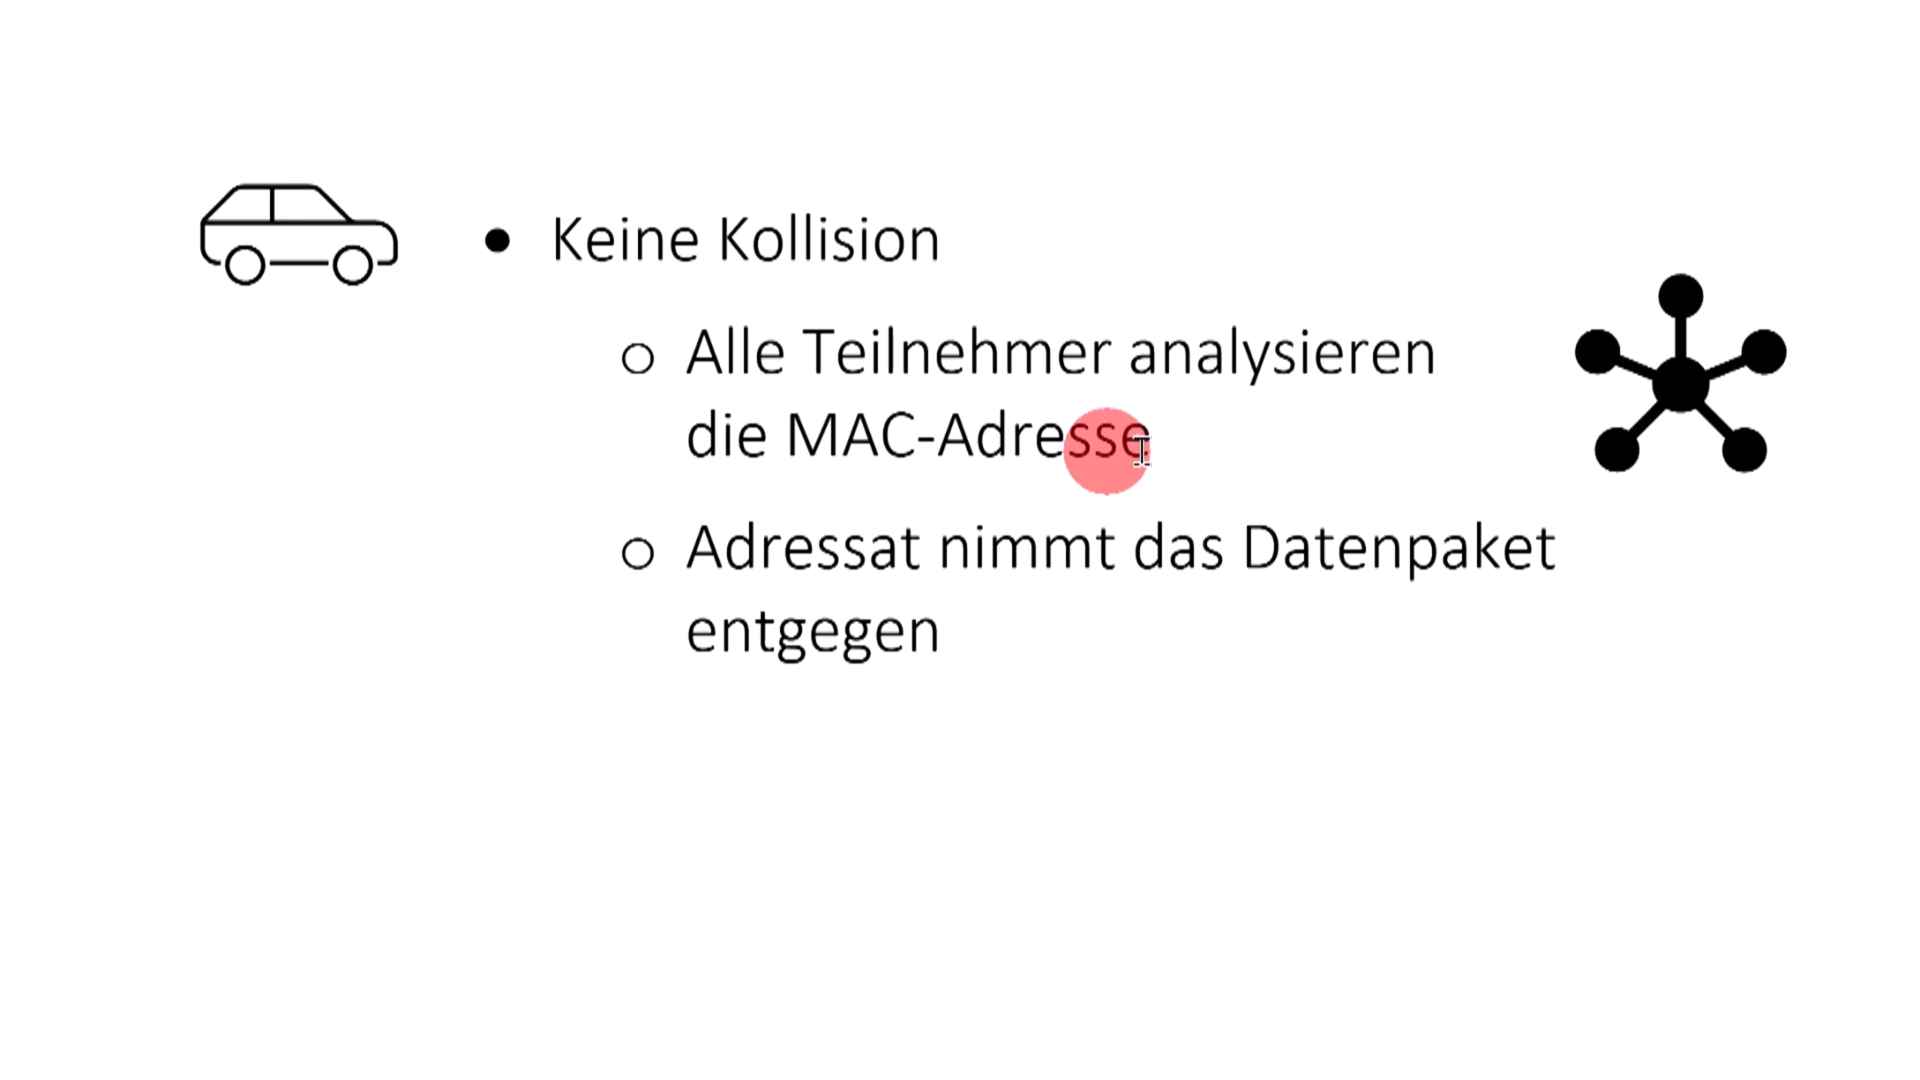 Keine Kollision
Alle Teilnehmer analysieren
die MAC-Adresse
Adressat nimmt das Datenpaket
entgegen